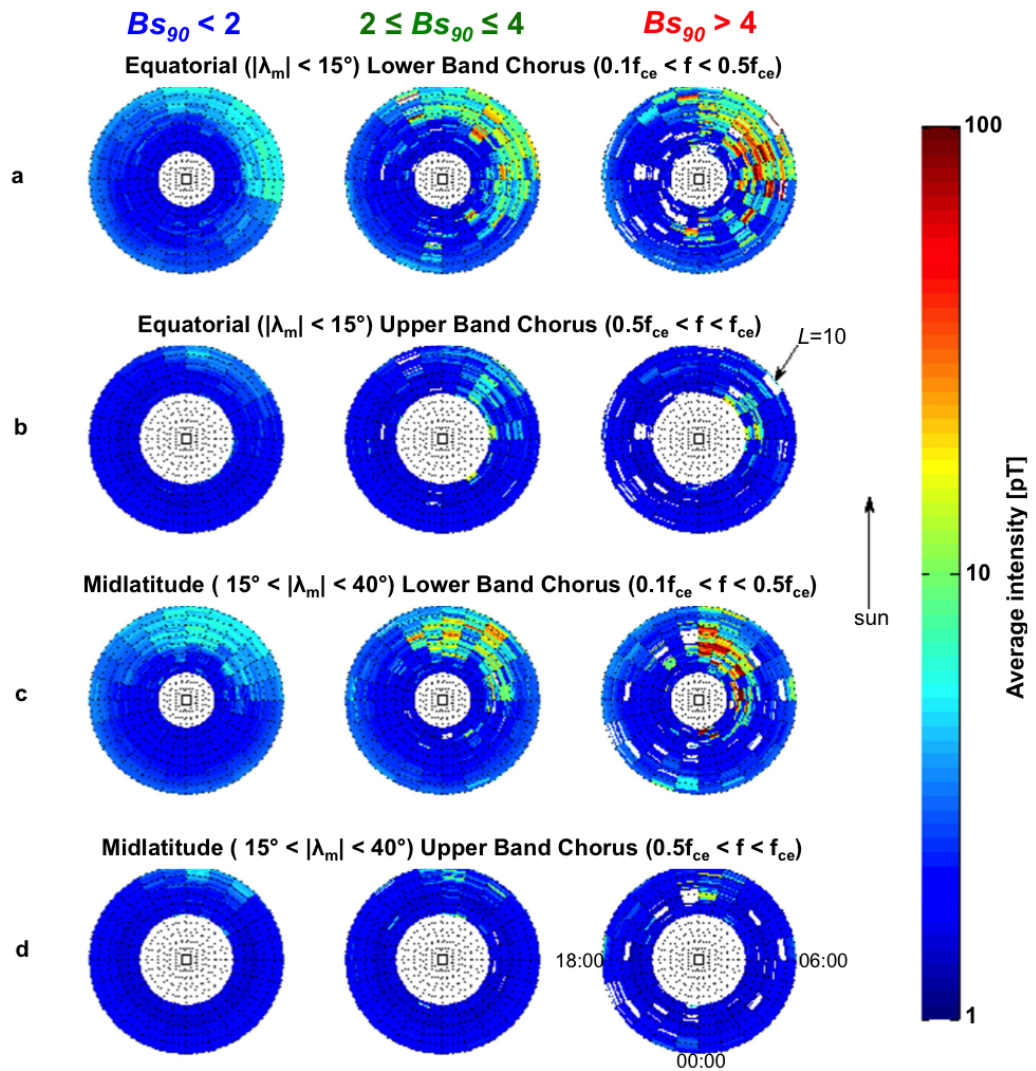 Bs90 < 2
2 ≤ Bs90 ≤ 4
Bs90 > 4
Equatorial (|λm| < 15°) Lower Band Chorus (0.1fce < f < 0.5fce)
a
100
Equatorial (|λm| < 15°) Upper Band Chorus (0.5fce < f < fce)
L=10
b
10
sun
Average intensity [pT]
Midlatitude ( 15° < |λm| < 40°) Lower Band Chorus (0.1fce < f < 0.5fce)
c
Midlatitude ( 15° < |λm| < 40°) Upper Band Chorus (0.5fce < f < fce)
d
18:00
06:00
00:00
1